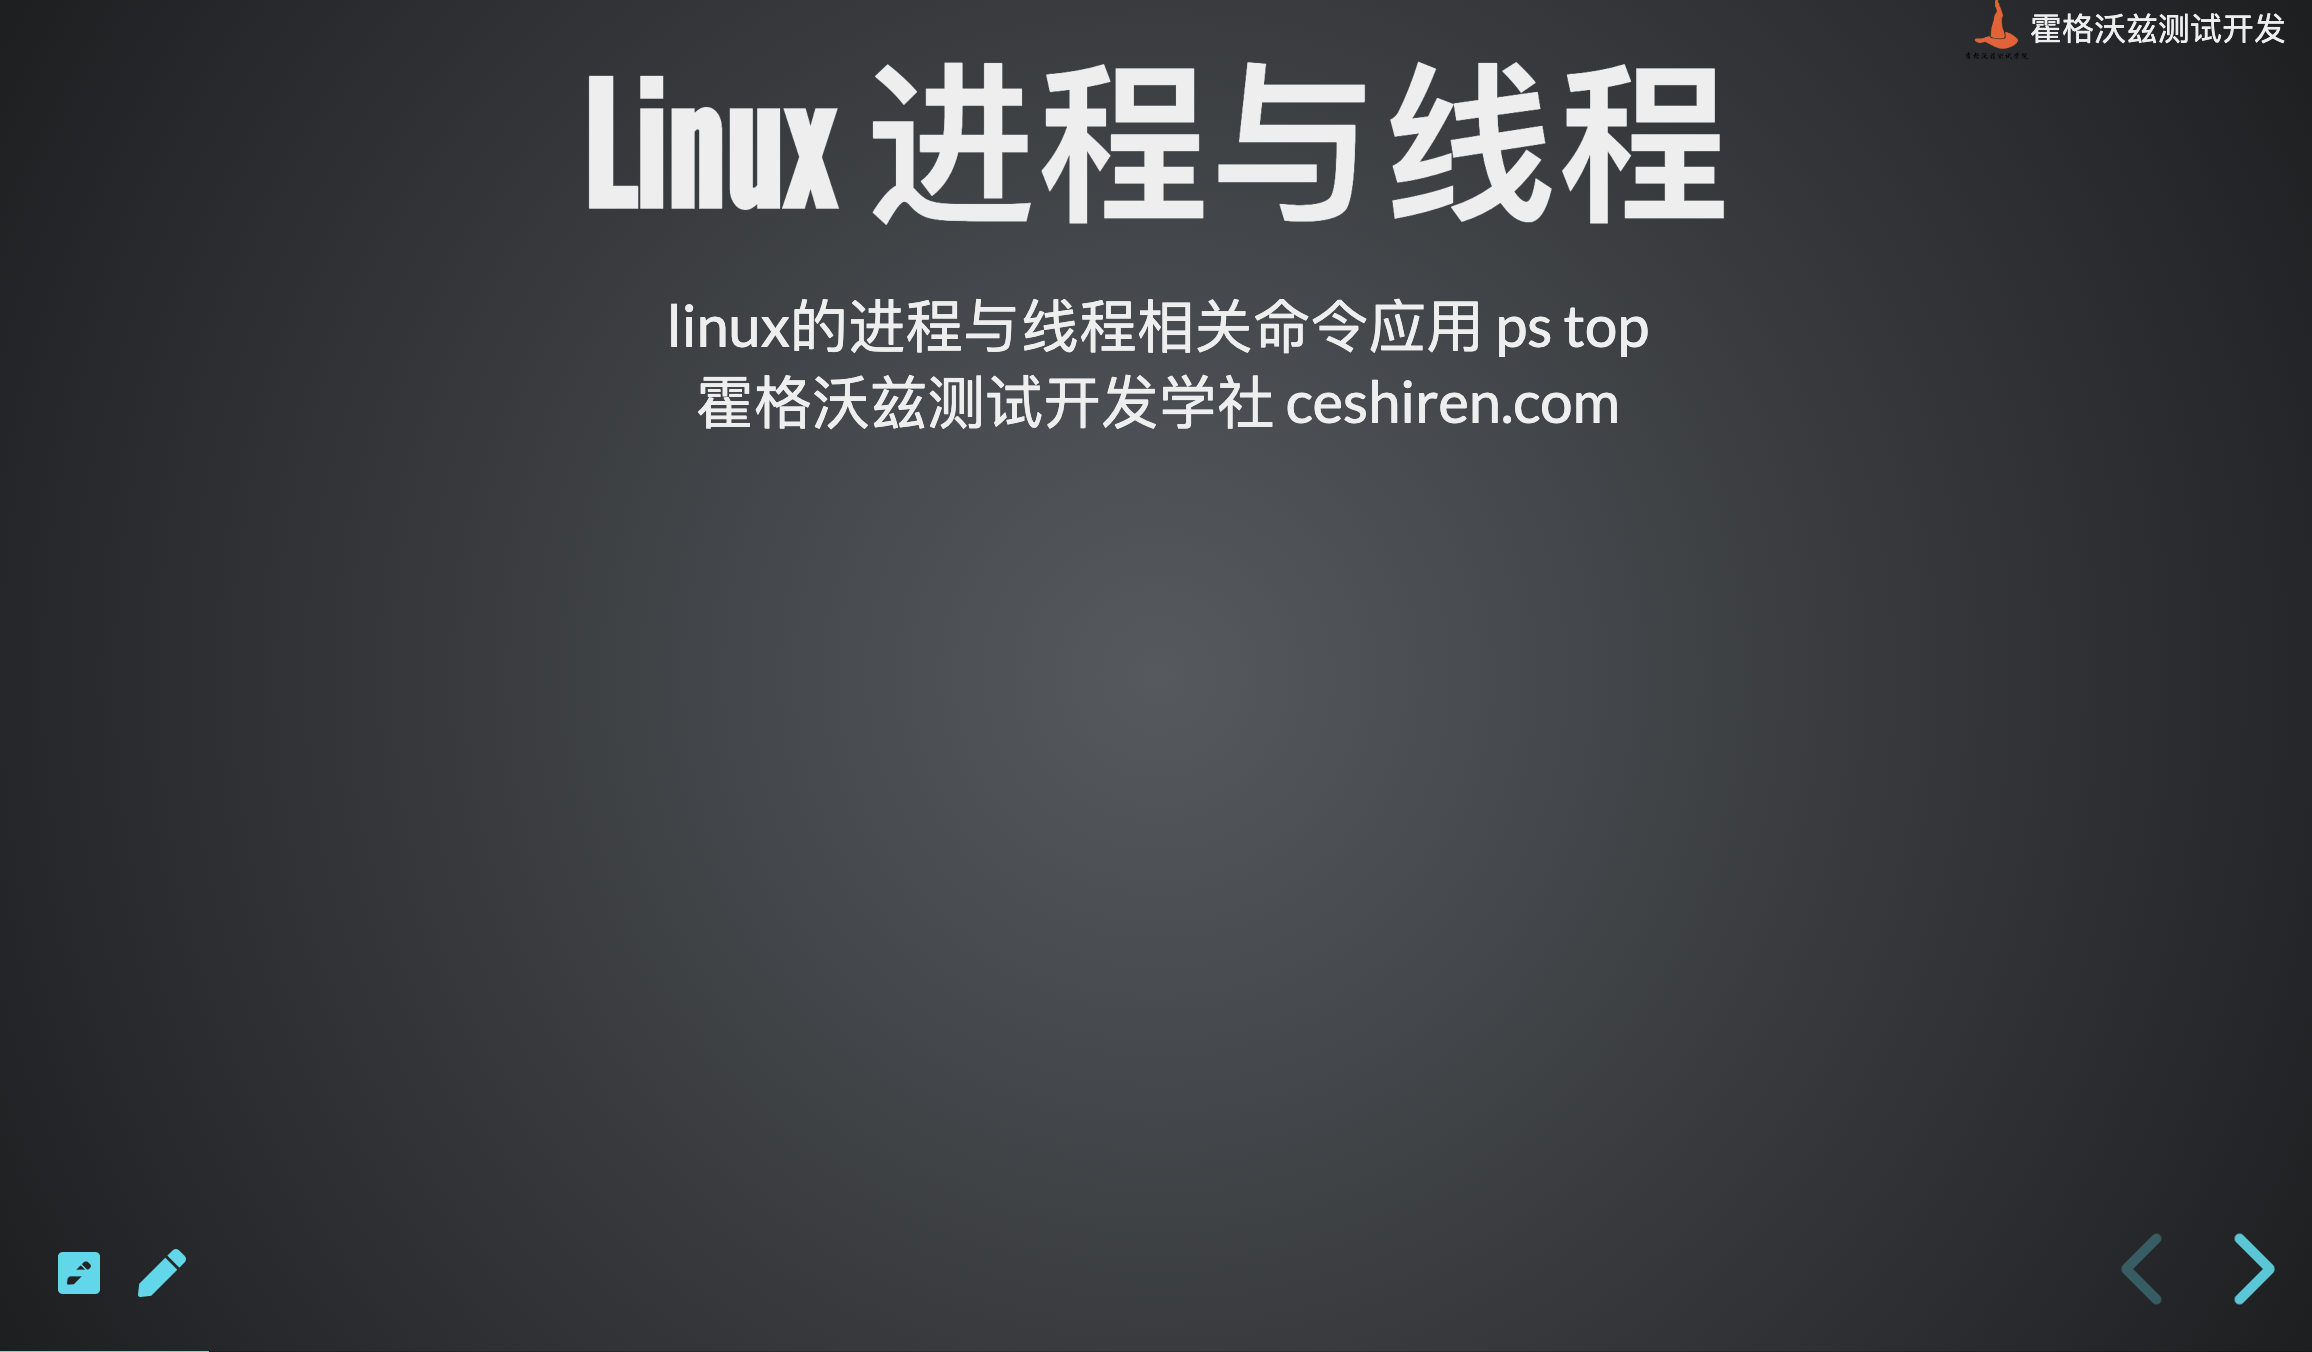 霍格沃兹测试开发
Linux 进程与线程
linux的进程与线程相关命令应用 ps top
霍格沃兹测试开发学社 ceshiren.com